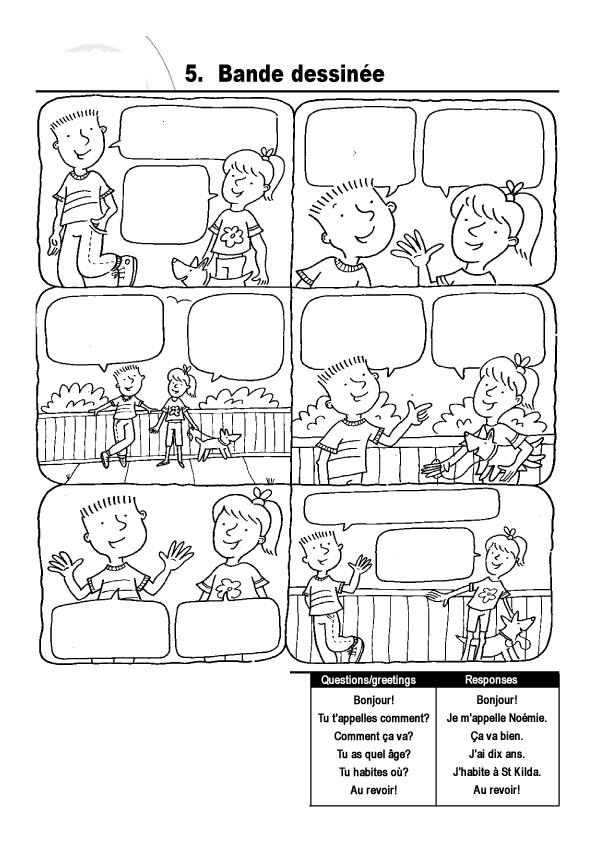 5. Bande dessinée
Questions/greetings Responses
Bonjour! Bonjour!
Tu t'appelles comment? Je m'appelle Noémie.
Comment ça va? Ça va bien.
Tu as quel âge? J'ai dix ans.
Tu habites où? J'habite à St Kilda.
Au revoir! Au revoir!